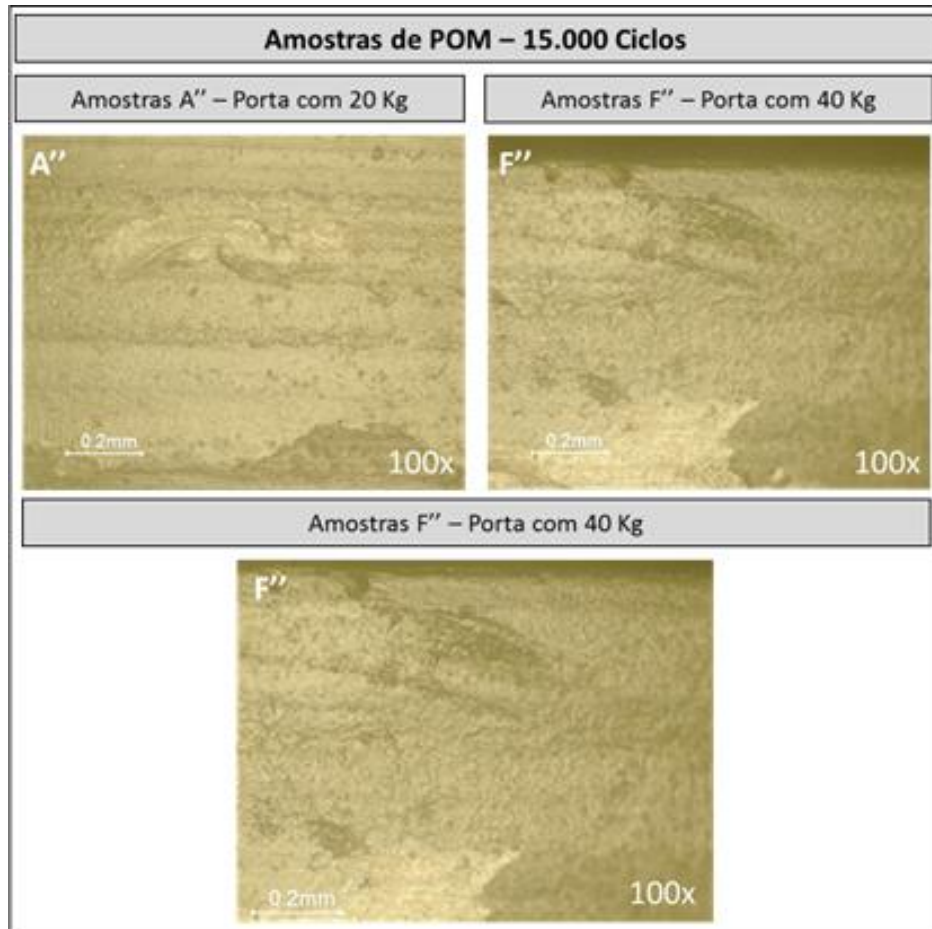 Amostras de POM – 15.000 Ciclos
Amostras A’’ – Porta com 20 Kg
Amostras F’’ – Porta com 40 Kg
A’’
F’’
0.2mm
100x
0.2mm
100x
Amostras F’’ – Porta com 40 Kg
F’’
0.2mm
100x